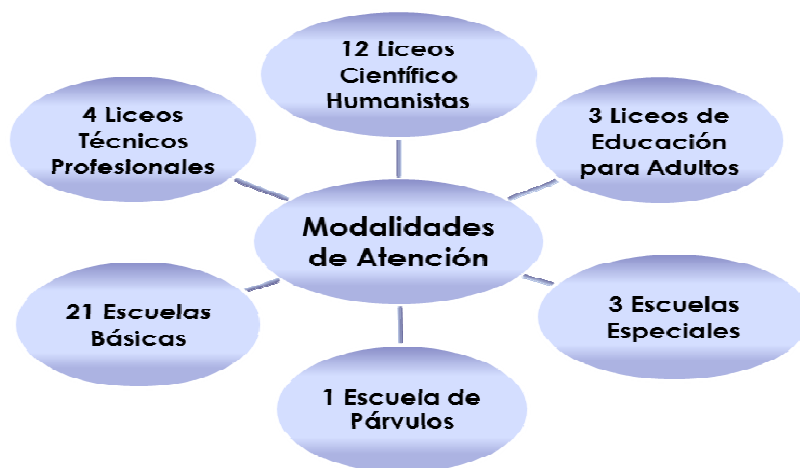 12 Liceos
Científico
Humanistas
4 Liceos
Técnicos
Profesionales
3 Liceos de
Educación
para Adultos
Modalidades
de Atención
21 Escuelas
Básicas
3 Escuelas
Especiales
1 Escuela de
Párvulos